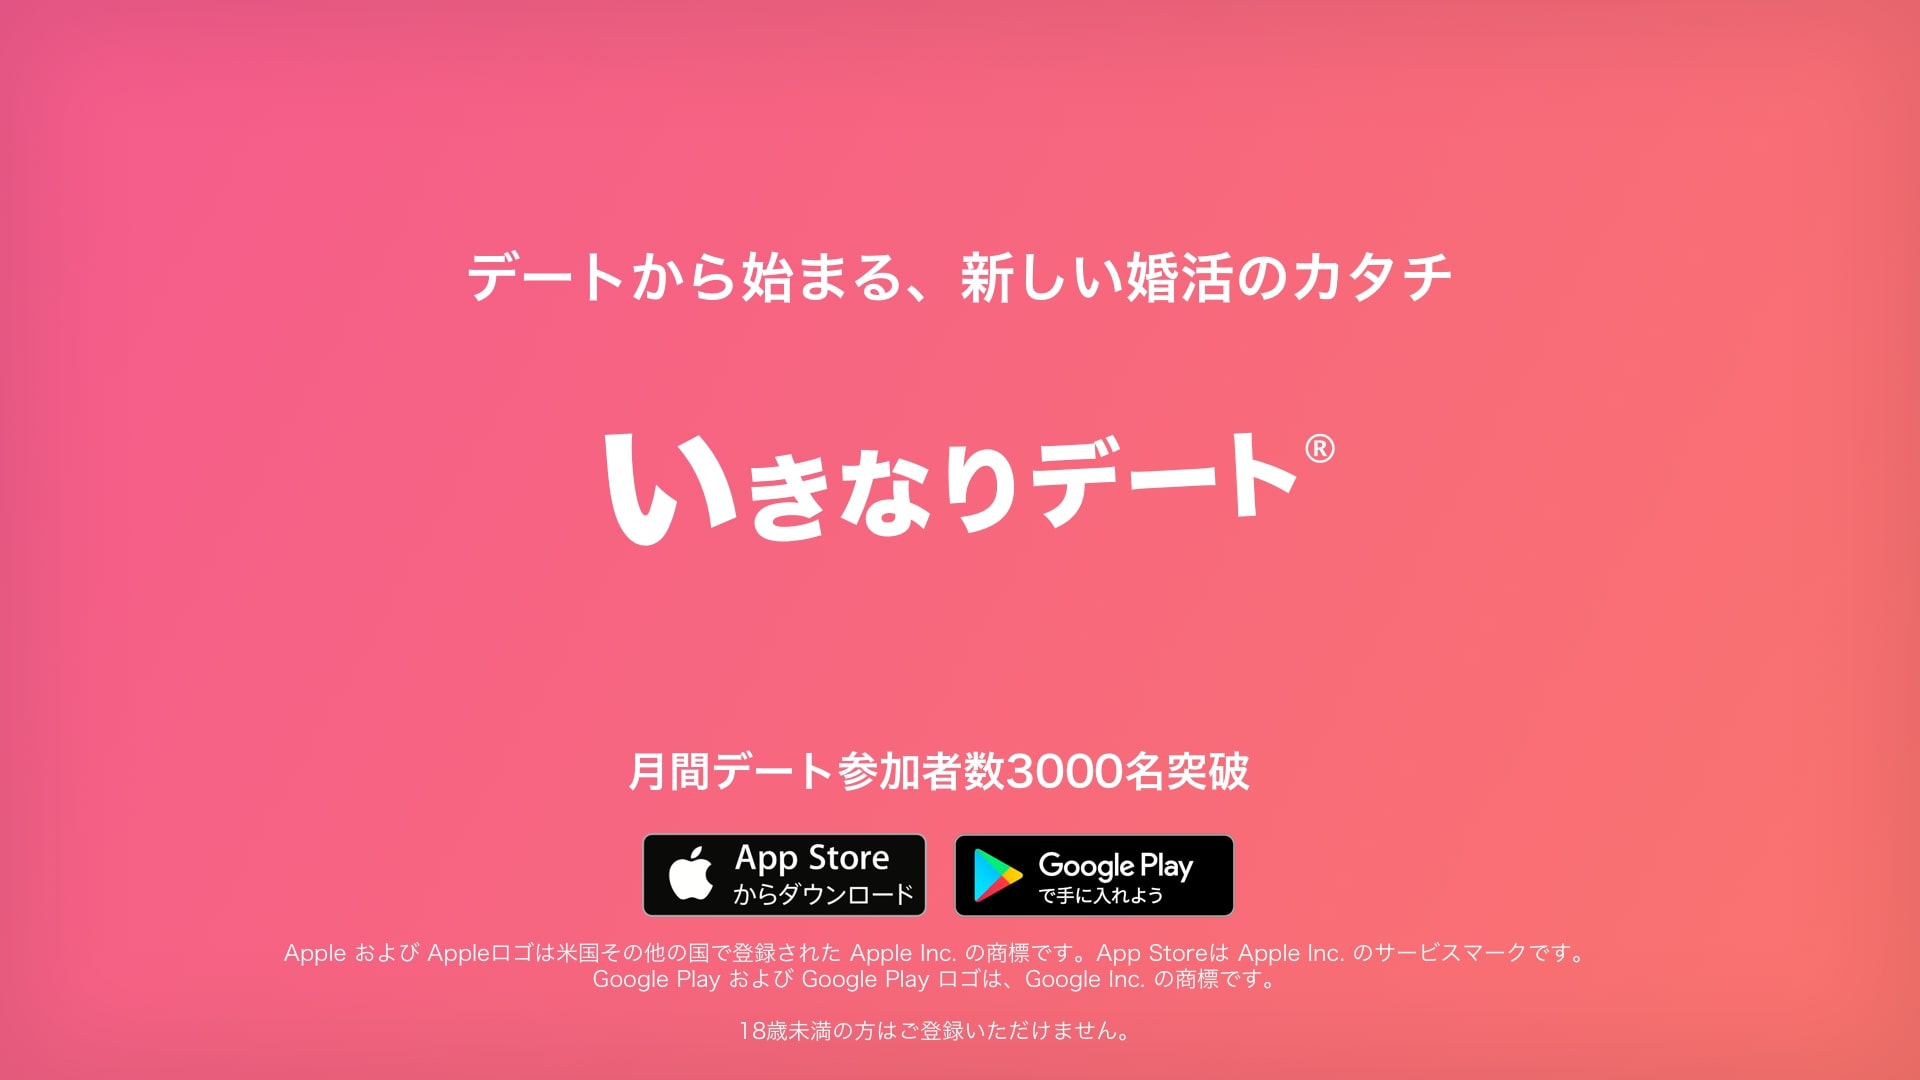 デートから始まる、新しい婚活のカタチ
いきなりデート®
月間デート参加者数3000名突破
App Store
からダウンロード
Google Play
で手に入れよう
Apple および Appleロゴは米国その他の国で登録された Apple Inc. の商標です。App Storeは Apple Inc. のサービスマークです。
Google Play および Google Play ロゴは、Google Inc. の商標です。
18歳未満の方はご登録いただけません。